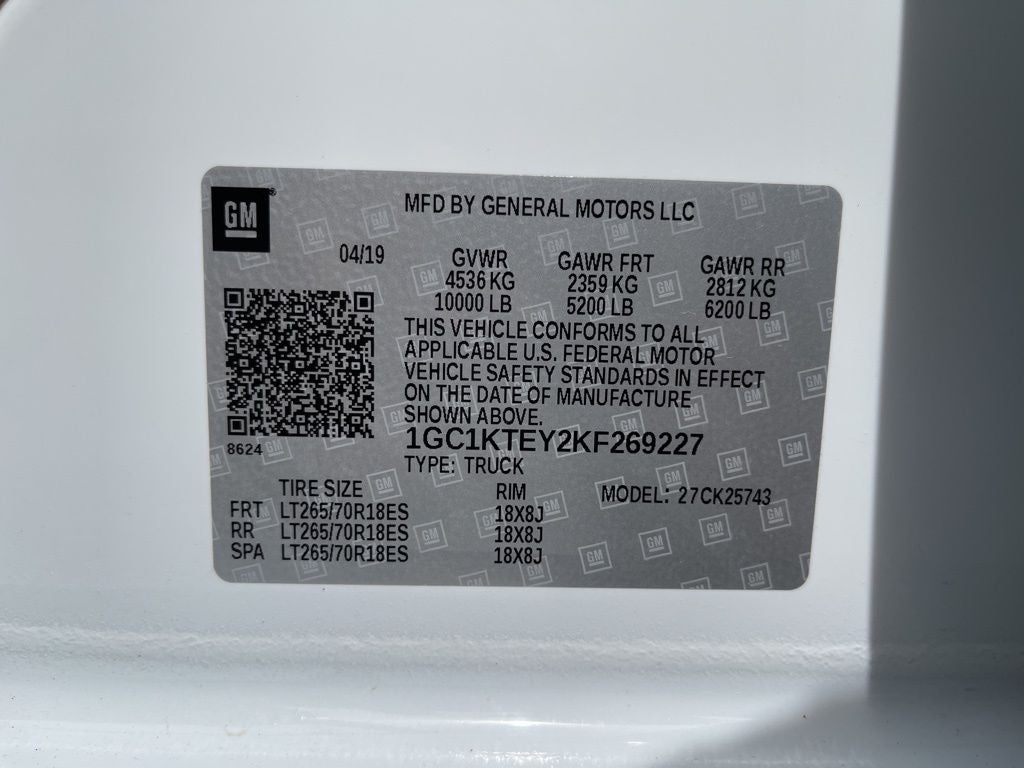 GM
MFD BY GENERAL MOTORS LLC
04/19 GVWR GAWR FRT GAWR RR
4536 KG 2359 KG 2812 KG
10000 LB 5200 LB 6200 LB
THIS VEHICLE CONFORMS TO ALL
APPLICABLE U.S. FEDERAL MOTOR
VEHICLE SAFETY STANDARDS IN EFFECT
ON THE DATE OF MANUFACTURE
SHOWN ABOVE.
8624
1GC1KTEY2KF269227
TYPE: TRUCK
TIRE SIZE RIM MODEL: 27CK25743
FRT LT265/70R18ES 18X8J
RR LT265/70R18ES 18X8J
SPA LT265/70R18ES 18X8J